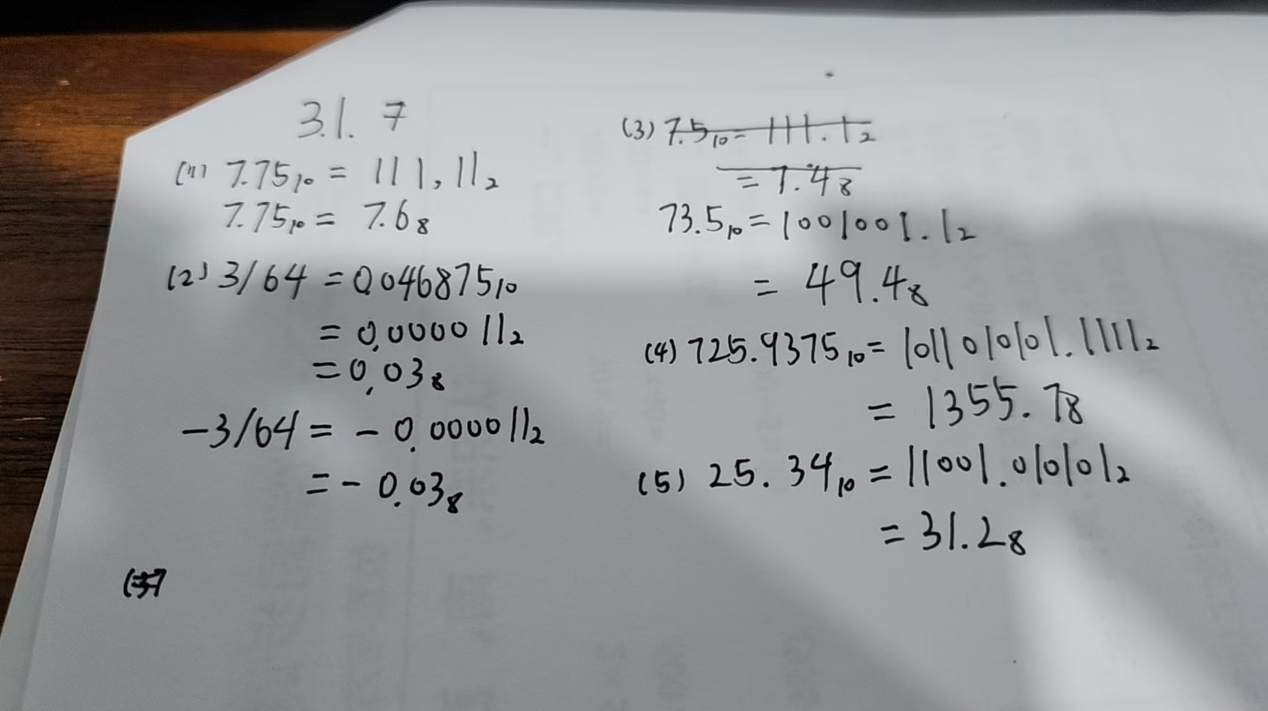 3.1. 7
(1) 7.75₁₀ = 111,11₂
7.75₁₀ = 7.6₈
(2) 3/64 = 0.046875₁₀
= 0,000011₂
= 0,03₈
-3/64 = - 0.000011₂
= - 0.03₈
(3) 7.5₁₀ = 111.1₂
= 7.4₈
73.5₁₀ = 1001001.1₂
= 49.4₈
(4) 725.9375₁₀ = 1011010101.1111₂
= 1355.78
(5) 25.34₁₀ = 11001.010101₂
= 31.2₈